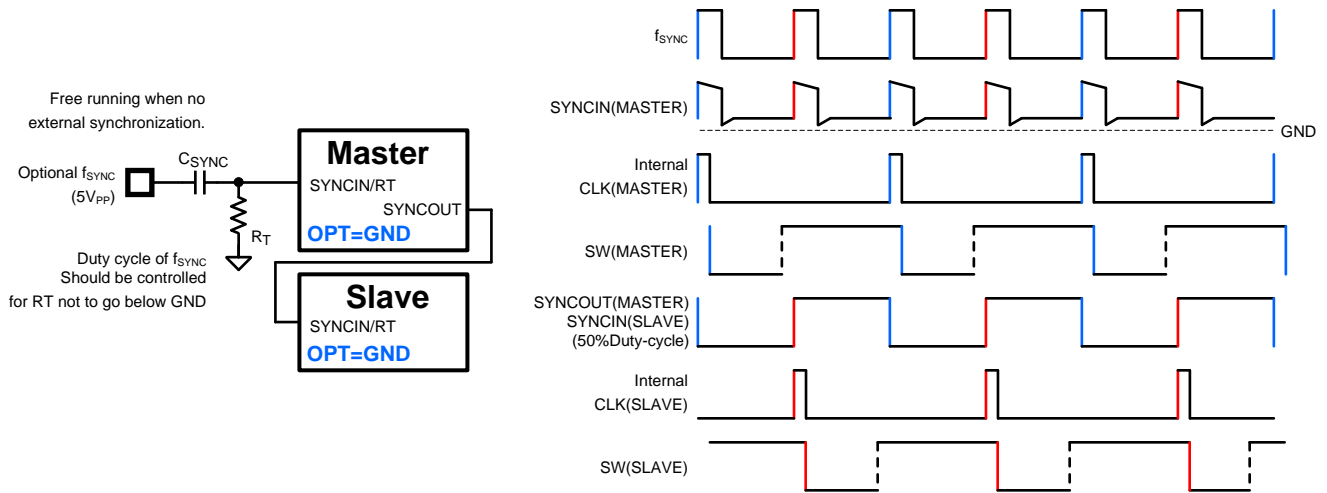 Free running when no
external synchronization.
Optional fSYNC
(5VPP)
CSYNC
RT
Duty cycle of fSYNC
Should be controlled
for RT not to go below GND
Master
SYNCIN/RT
SYNCOUT
OPT=GND
Slave
SYNCIN/RT
OPT=GND
fSYNC
SYNCIN(MASTER)
GND
Internal
CLK(MASTER)
SW(MASTER)
SYNCOUT(MASTER)
SYNCIN(SLAVE)
(50%Duty-cycle)
Internal
CLK(SLAVE)
SW(SLAVE)